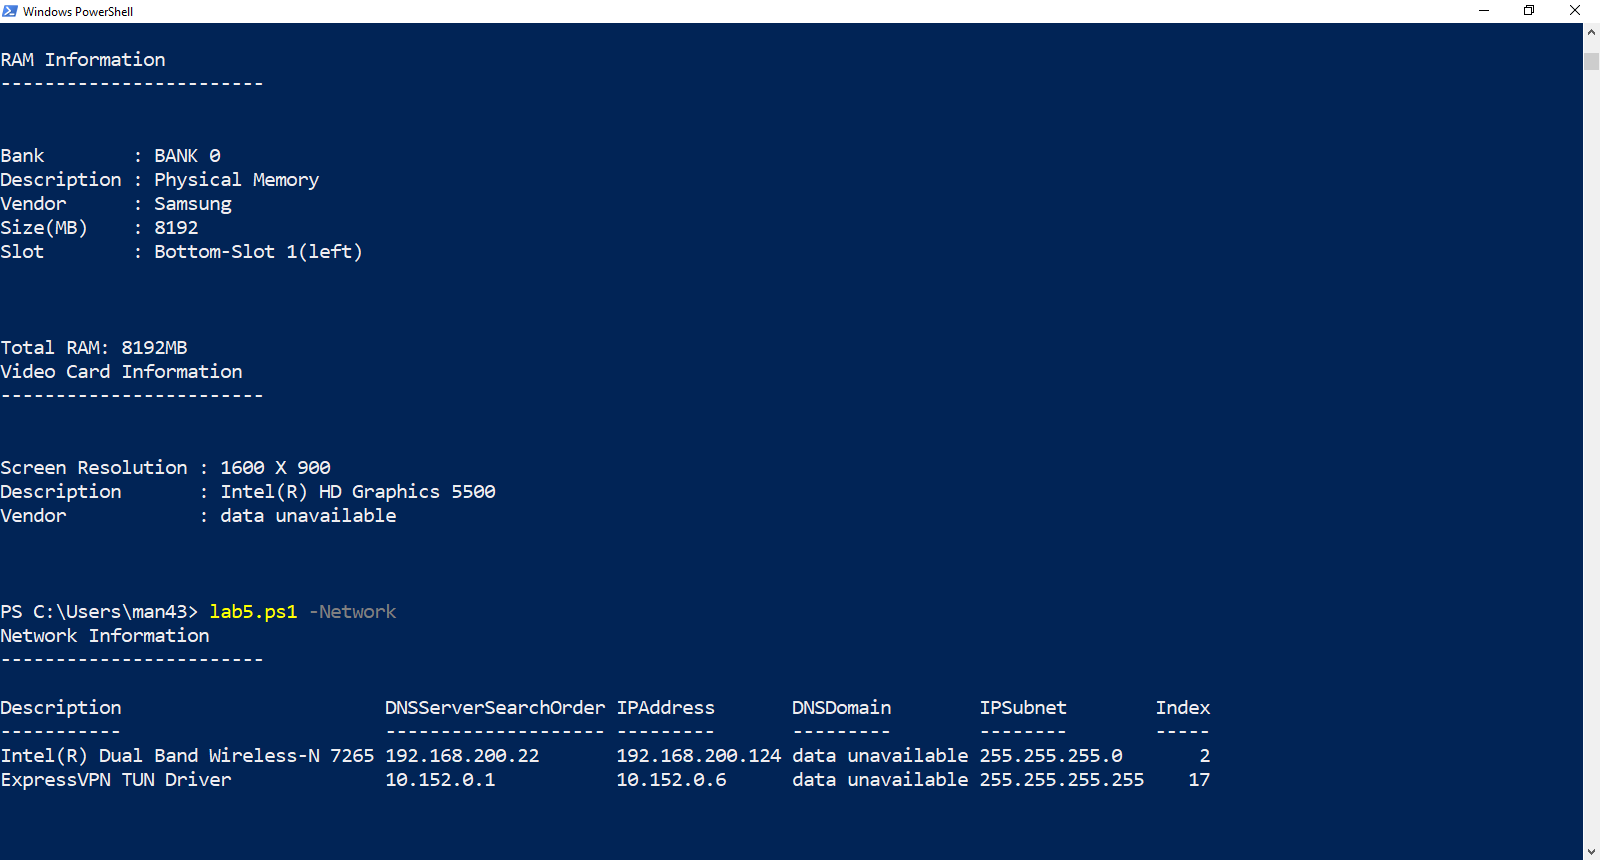 Windows PowerShell
RAM Information
------------------------
Bank        : BANK 0
Description : Physical Memory
Vendor      : Samsung
Size(MB)    : 8192
Slot        : Bottom-Slot 1(left)
Total RAM: 8192MB
Video Card Information
------------------------
Screen Resolution : 1600 X 900
Description       : Intel(R) HD Graphics 5500
Vendor            : data unavailable
PS C:\Users\man43> lab5.ps1 -Network
Network Information
------------------------
Description                        DNSServerSearchOrder IPAddress       DNSDomain        IPSubnet        Index
-----------                        -------------------- ---------       ---------        --------        -----
Intel(R) Dual Band Wireless-N 7265 192.168.200.22       192.168.200.124 data unavailable 255.255.255.0       2
ExpressVPN TUN Driver              10.152.0.1           10.152.0.6      data unavailable 255.255.255.255    17